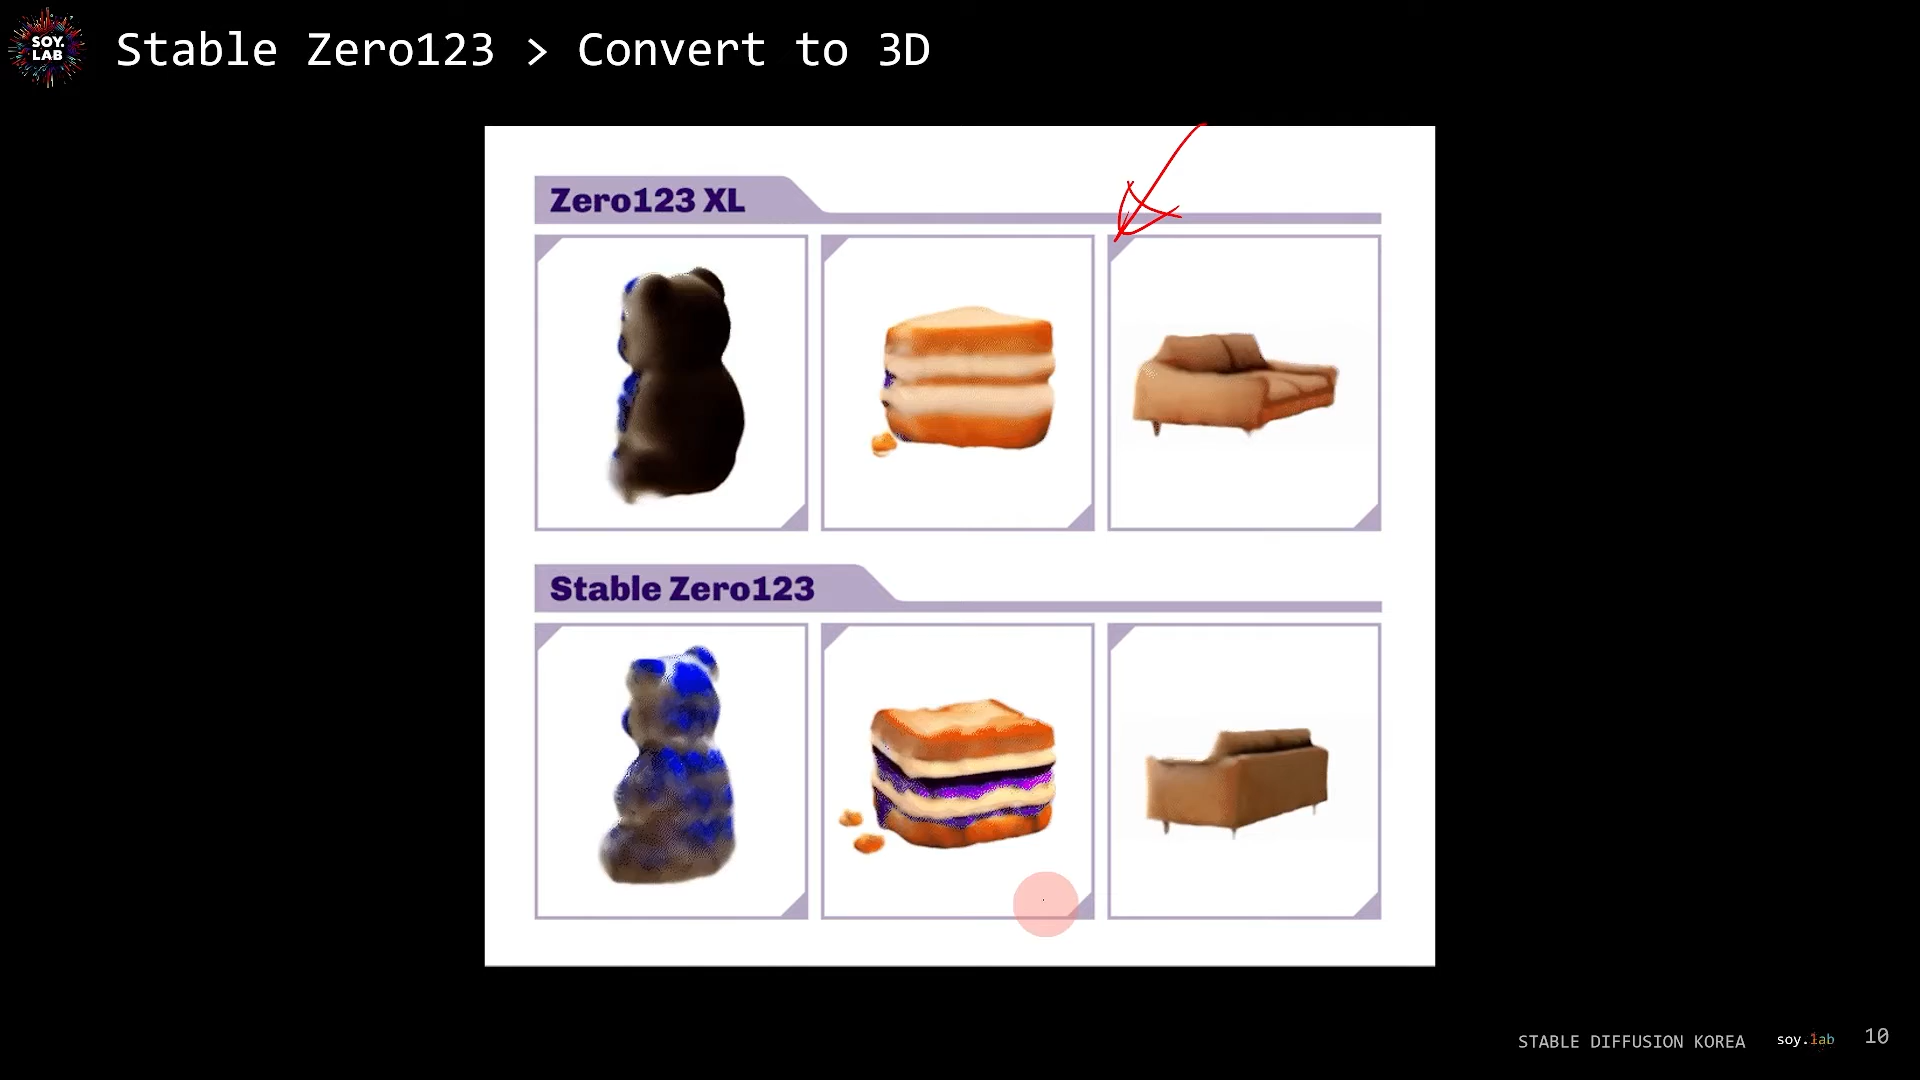 SOY.
LAB
Stable Zero123 > Convert to 3D
Zero123 XL
Stable Zero123
STABLE DIFFUSION KOREA
soy.lab
10